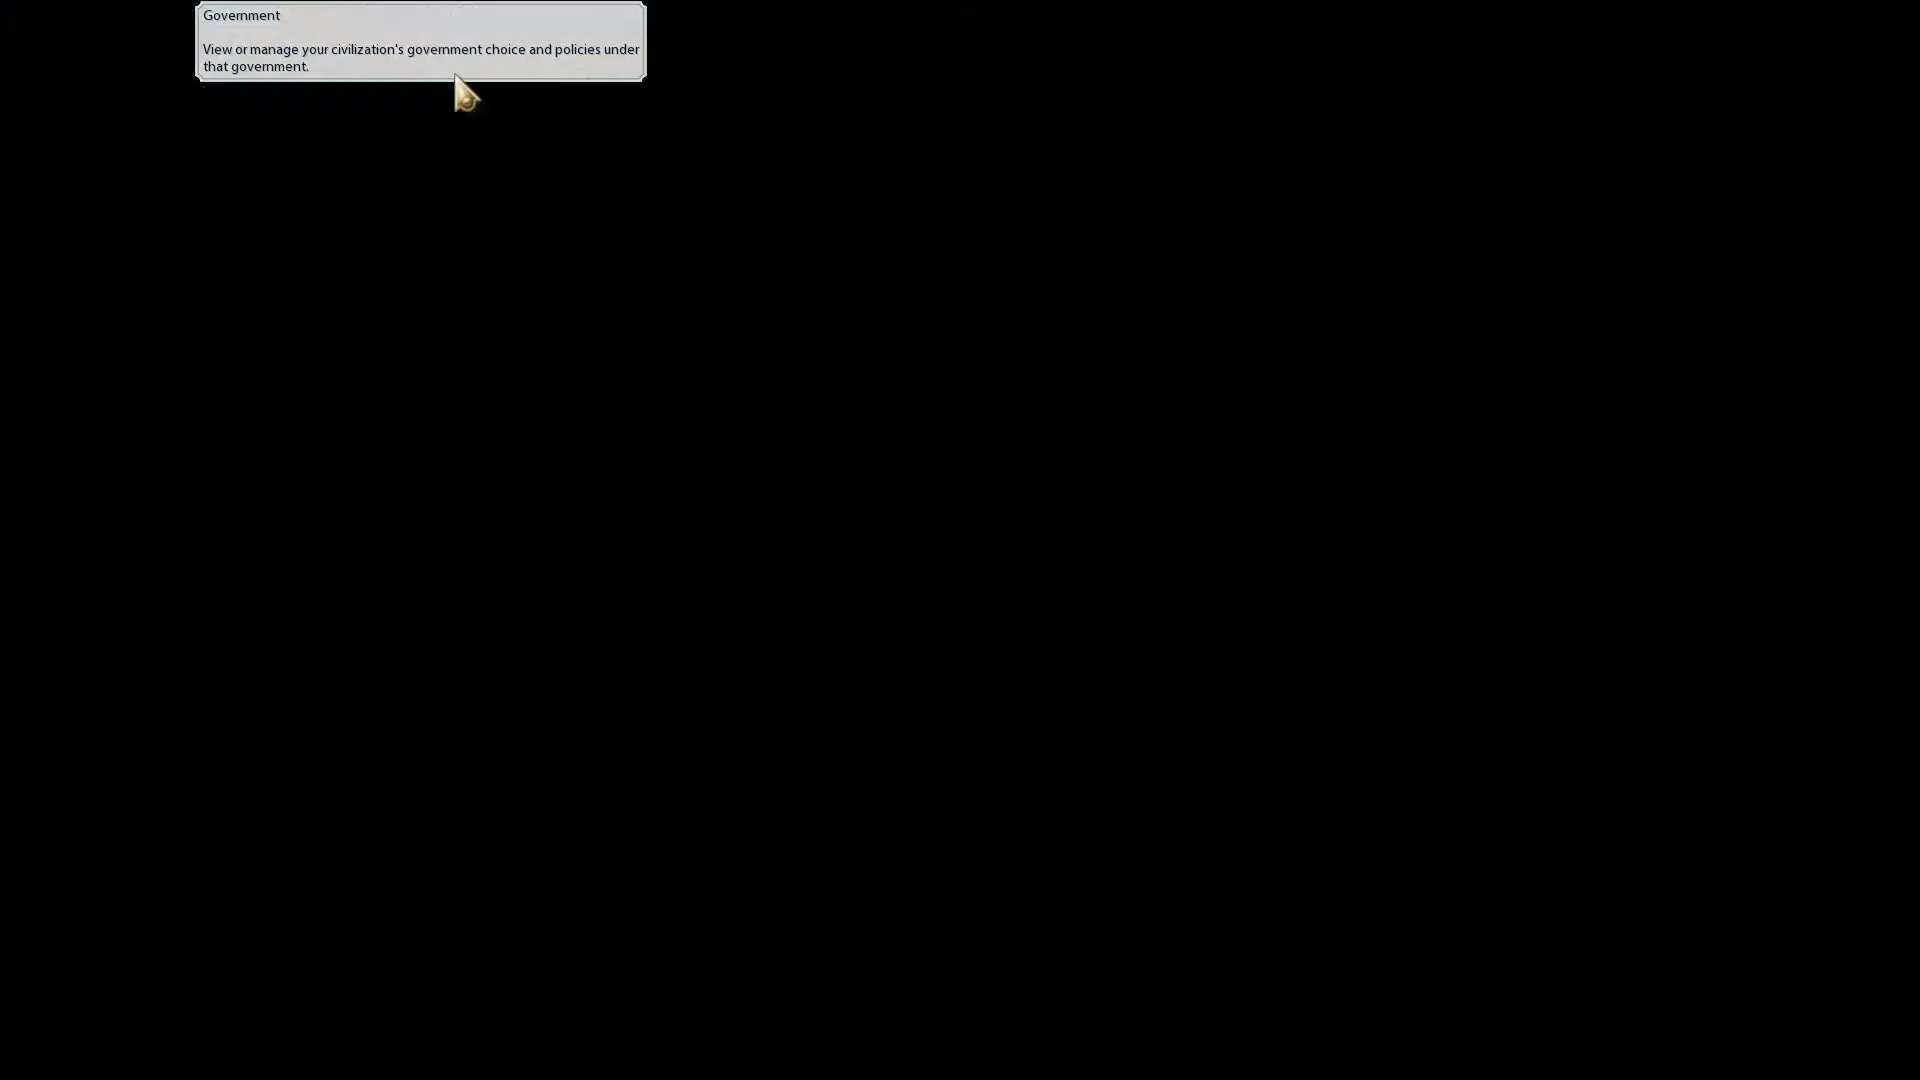 Government
View or manage your civilization's government choice and policies under
that government.